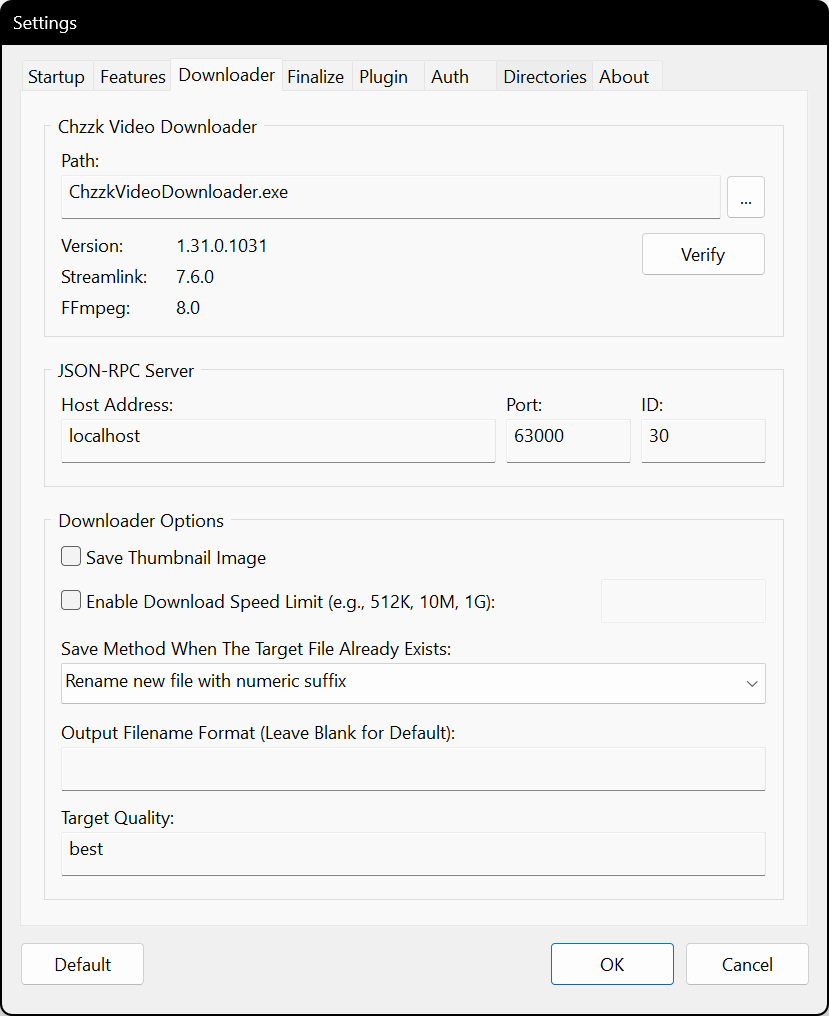 Settings
Startup Features Downloader Finalize Plugin Auth Directories About
Chzzk Video Downloader
Path:
ChzzkVideoDownloader.exe ...
Version: 1.31.0.1031
Verify
Streamlink: 7.6.0
FFmpeg: 8.0
JSON-RPC Server
Host Address: Port: ID:
localhost 63000 30
Downloader Options
Save Thumbnail Image
Enable Download Speed Limit (e.g., 512K, 10M, 1G):
Save Method When The Target File Already Exists:
Rename new file with numeric suffix
Output Filename Format (Leave Blank for Default):
Target Quality:
best
Default OK Cancel